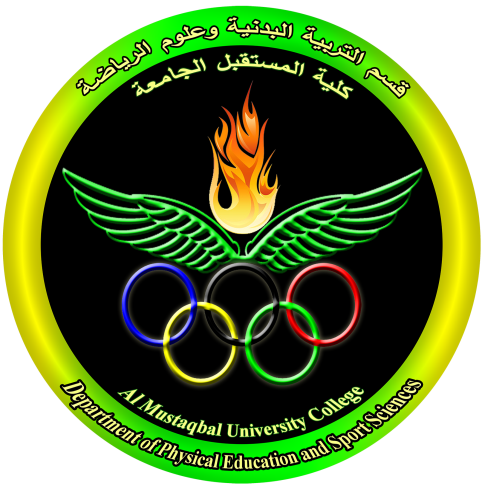 قسم التربية البدنية وعلوم الرياضة
كلية المستقبل الجامعة
Al Mustaqbal University College
Department of Physical Education and Sport Sciences